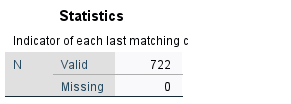 Statistics
Indicator of each last matching c
N Valid 722
Missing 0